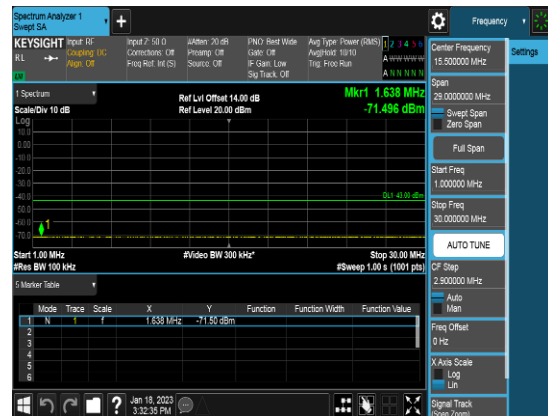 Spectrum Analyzer 1
Swept SA
Frequency
KEYSIGHT
RL
Input: RF
Coupling: DC
Align: Off
Input Z: 50 Ω
Corrections: Off
Freq Ref: Int (S)
#Atten: 20 dB
Preamp: Off
Source: Off
PNO: Best Wide
Gate: Off
IF Gain: Low
Sig Track: Off
Avg Type: Power (RMS)
Avg|Hold: 10/10
Trig: Free Run
1 2 3 4 5 6
A W W W W W
A N N N N N
1 Spectrum
Scale/Div 10 dB
Log
Ref Lvl Offset 14.00 dB
Ref Level 20.00 dBm
Mkr1 1.638 MHz
-71.496 dBm
10.0
0.00
-10.0
-20.0
-30.0
-40.0
-50.0
-60.0
-70.0
DL1 -43.00 dBm
1
Start 1.00 MHz
#Res BW 100 kHz
#Video BW 300 kHz*
Stop 30.00 MHz
#Sweep 1.00 s (1001 pts)
5 Marker Table
Mode Trace Scale X Y Function Function Width Function Value
1 N 1 f 1.638 MHz -71.50 dBm
2
3
4
5
6
Jan 18, 2023
3:32:35 PM
Center Frequency
15.500000 MHz
Settings
Span
29.0000000 MHz
Swept Span
Zero Span
Full Span
Start Freq
1.000000 MHz
Stop Freq
30.000000 MHz
AUTO TUNE
CF Step
2.900000 MHz
Auto
Man
Freq Offset
0 Hz
X Axis Scale
Log
Lin
Signal Track
(Span Zoom)